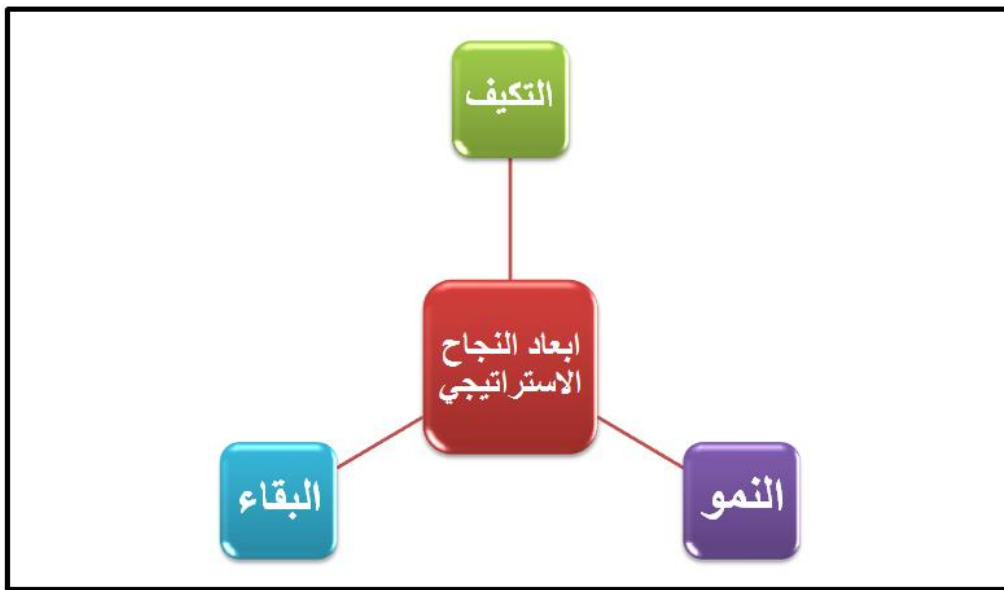 التكيف
ابعاد النجاح
الاستراتيجي
النمو
البقاء